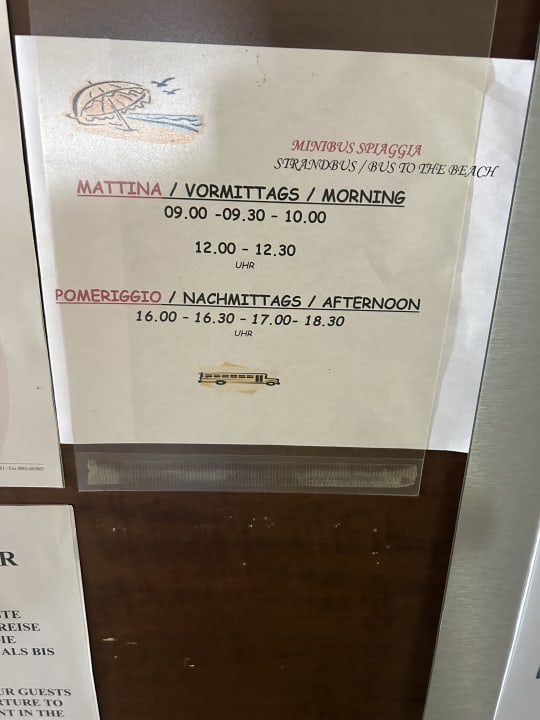 MINIBUS SPIAGGIA
STRANDBUS / BUS TO THE BEACH
MATTINA / VORMITTAGS / MORNING
09.00 -09.30 - 10.00
12.00 - 12.30
UHR
POMERIGGIO / NACHMITTAGS / AFTERNOON
16.00 - 16.30 - 17.00- 18.30
UHR
R
STE
REISE
IE
ALS BIS
UR GUESTS
RTURE TO
NT IN THE